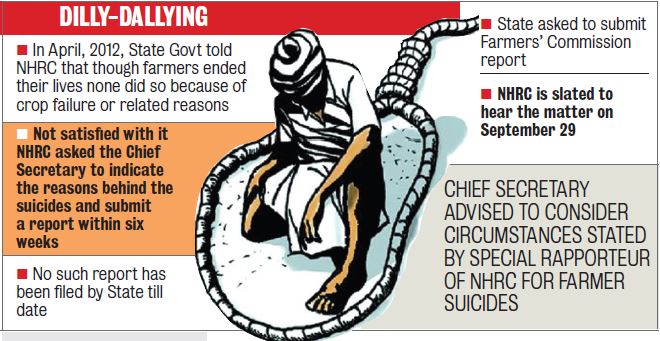 DILLY-DALLYING
■ In April, 2012, State Govt told
NHRC that though farmers ended
their lives none did so because of
crop failure or related reasons
■ Not satisfied with it
NHRC asked the Chief
Secretary to indicate
the reasons behind the
suicides and submit
a report within six
weeks
■ No such report has
been filed by State till
date
■ State asked to submit
Farmers’ Commission
report
■ NHRC is slated to
hear the matter on
September 29
CHIEF SECRETARY
ADVISED TO CONSIDER
CIRCUMSTANCES STATED
BY SPECIAL RAPPORTEUR
OF NHRC FOR FARMER
SUICIDES